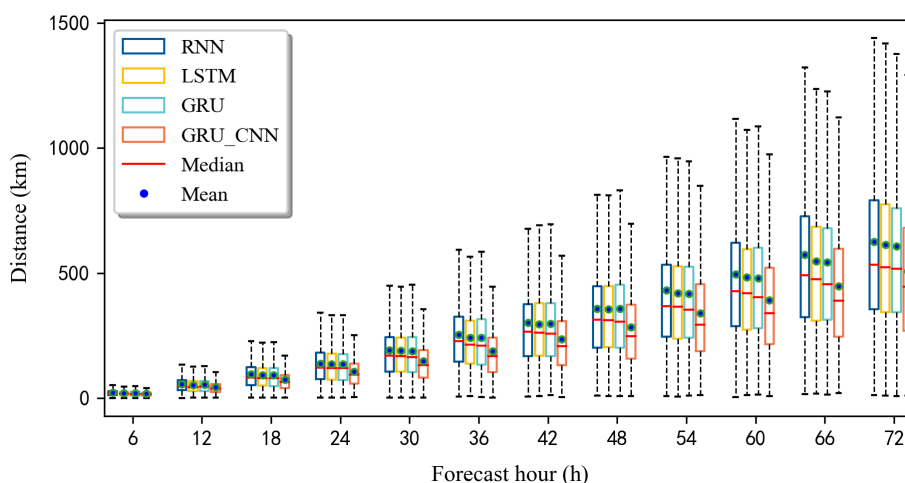 1500
1000
500
0
Distance (km)
RNN
LSTM
GRU
GRU_CNN
Median
Mean
6 12 18 24 30 36 42 48 54 60 66 72
Forecast hour (h)